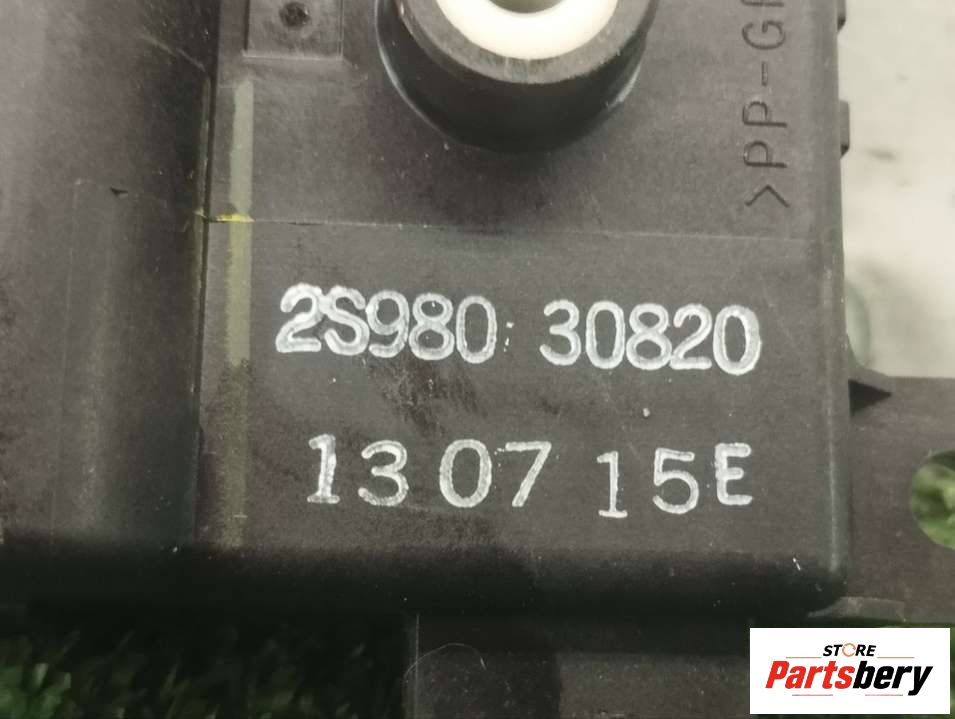 >PP-G
2S980 30820
13 07 15E
STORE
Partsbery